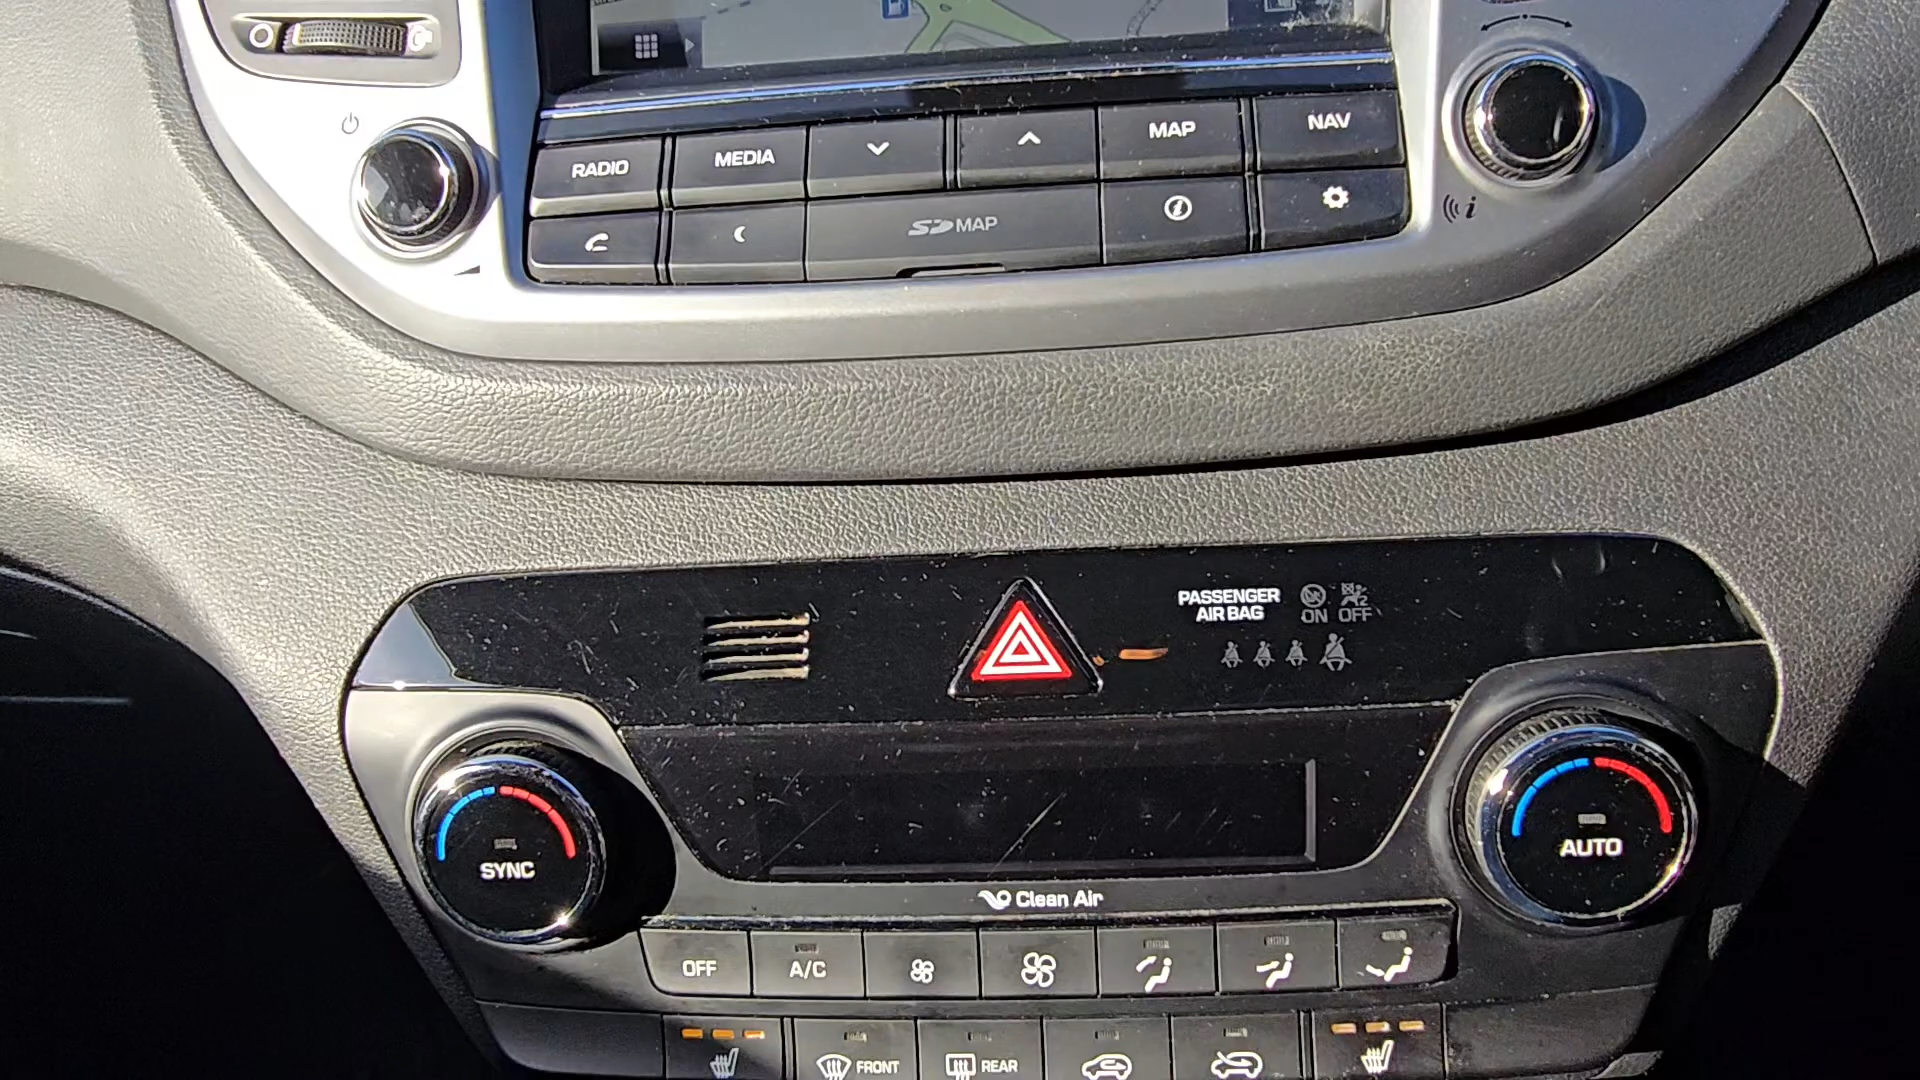 RADIO
MEDIA
MAP
NAV
SD MAP
i
i
PASSENGER
AIR BAG
ON OFF
SYNC
AUTO
Clean Air
OFF
A/C
FRONT
REAR